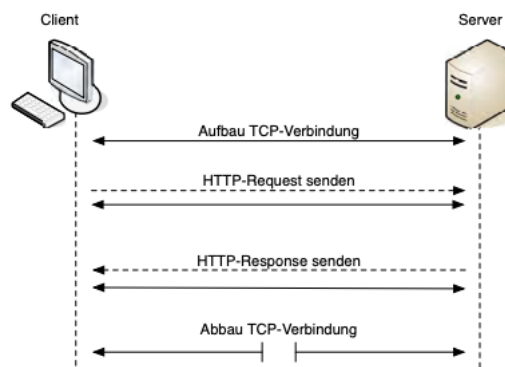 Client
Server
Aufbau TCP-Verbindung
HTTP-Request senden
HTTP-Response senden
Abbau TCP-Verbindung